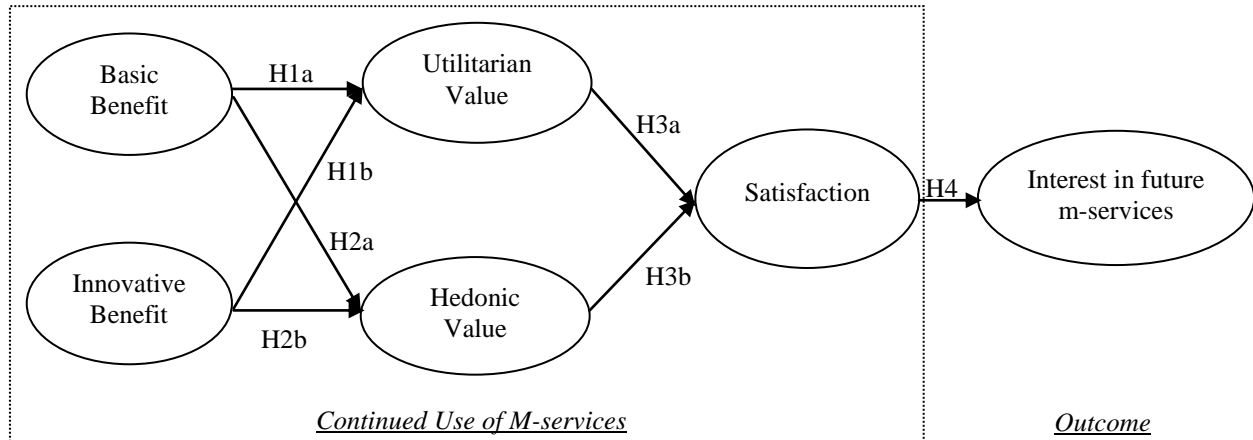 Basic
Benefit
H1a
Utilitarian
Value
H3a
H1b
Satisfaction
H4
Interest in future
m-services
H2a
Innovative
Benefit
H2b
Hedonic
Value
H3b
Continued Use of M-services
Outcome